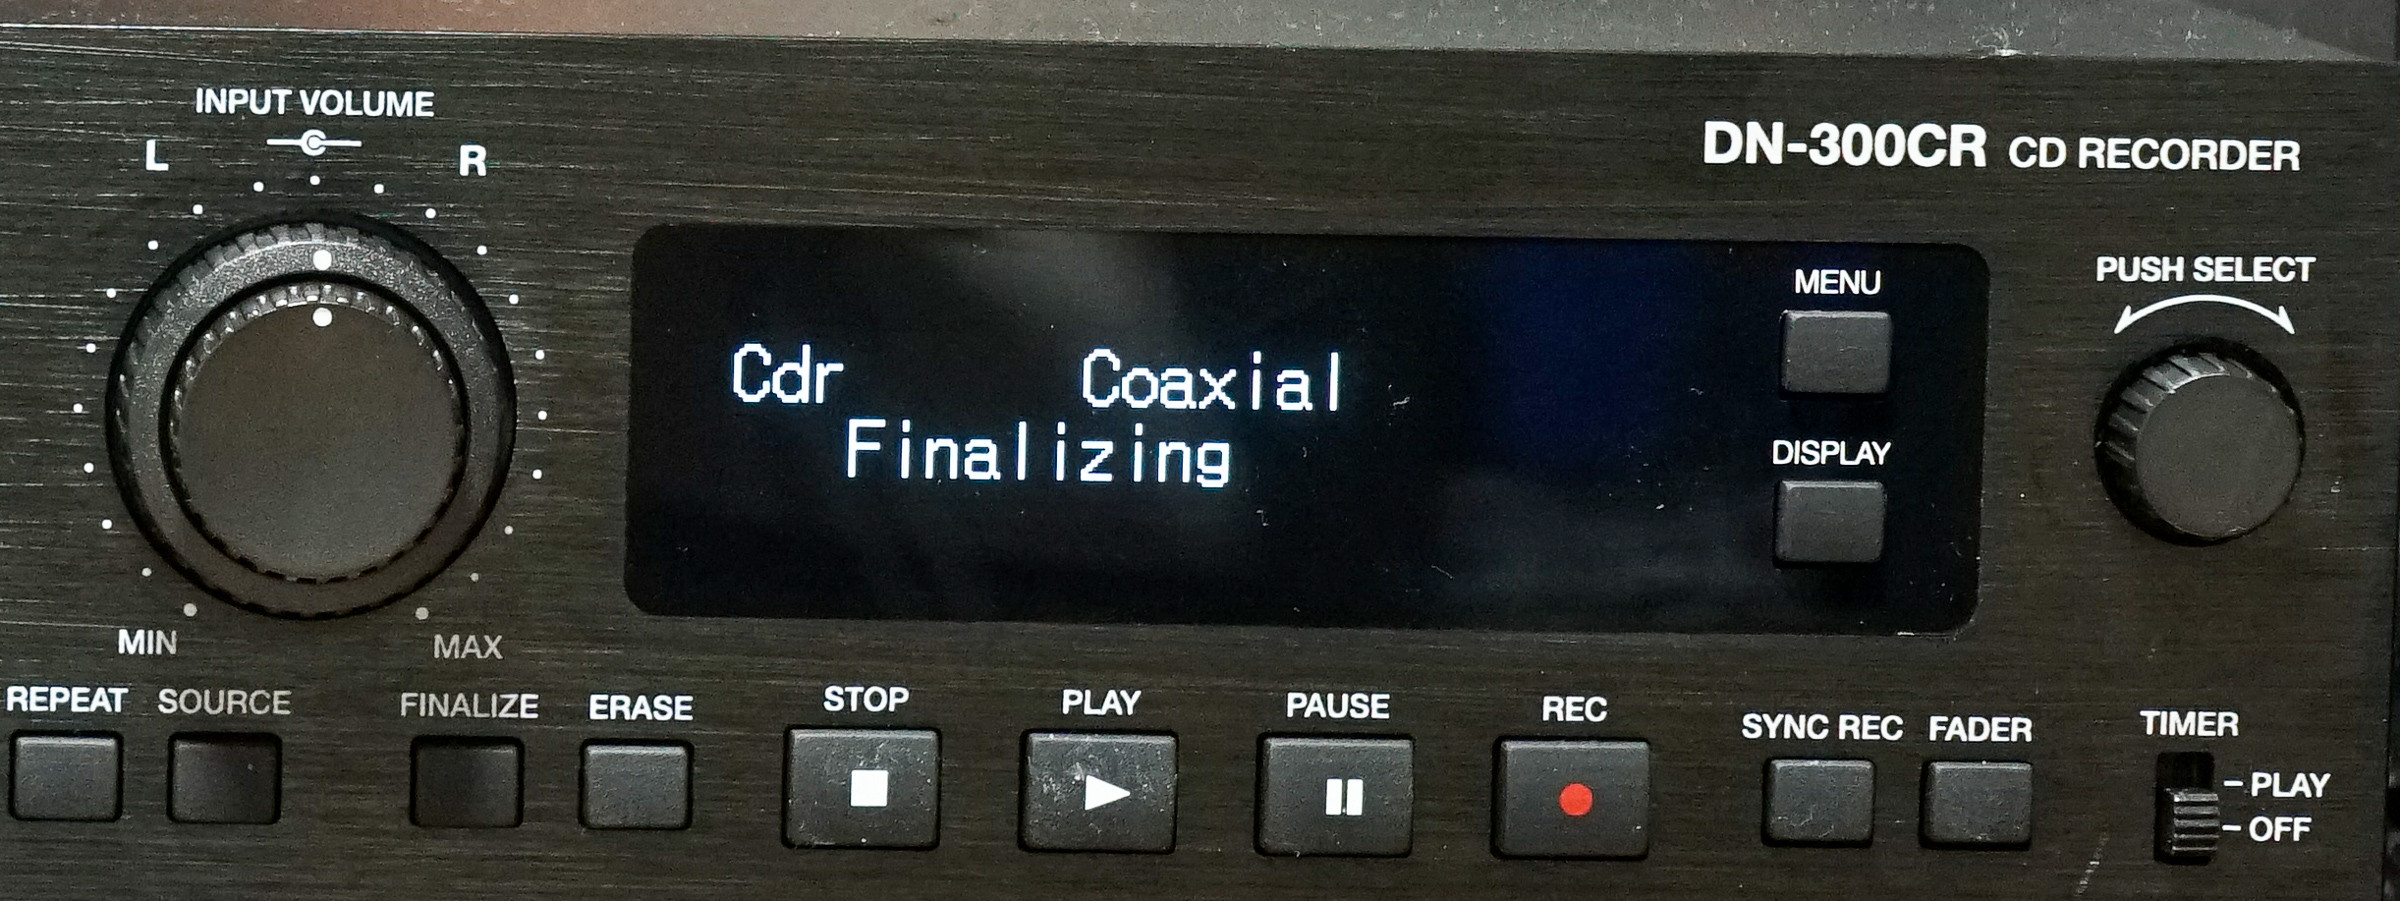 INPUT VOLUME
L C R
DN-300CR CD RECORDER
MENU
PUSH SELECT
Cdr Coaxial
Finalizing
DISPLAY
MIN MAX
REPEAT SOURCE FINALIZE ERASE STOP PLAY PAUSE REC SYNC REC FADER TIMER
PLAY
OFF